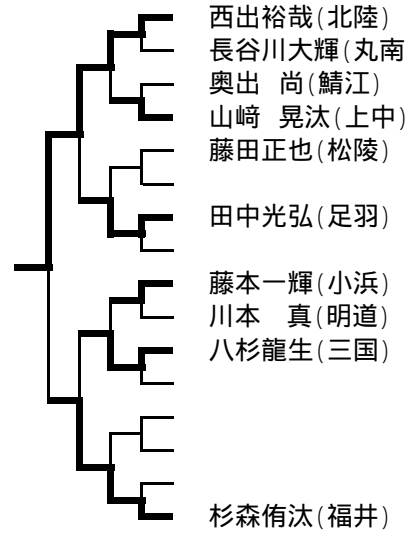 西出裕哉(北陸)
長谷川大輝(丸南
奥出　尚(鯖江)
山﨑　晃汰(上中)
藤田正也(松陵)
田中光弘(足羽)
藤本一輝(小浜)
川本　真(明道)
八杉龍生(三国)
杉森侑汰(福井)